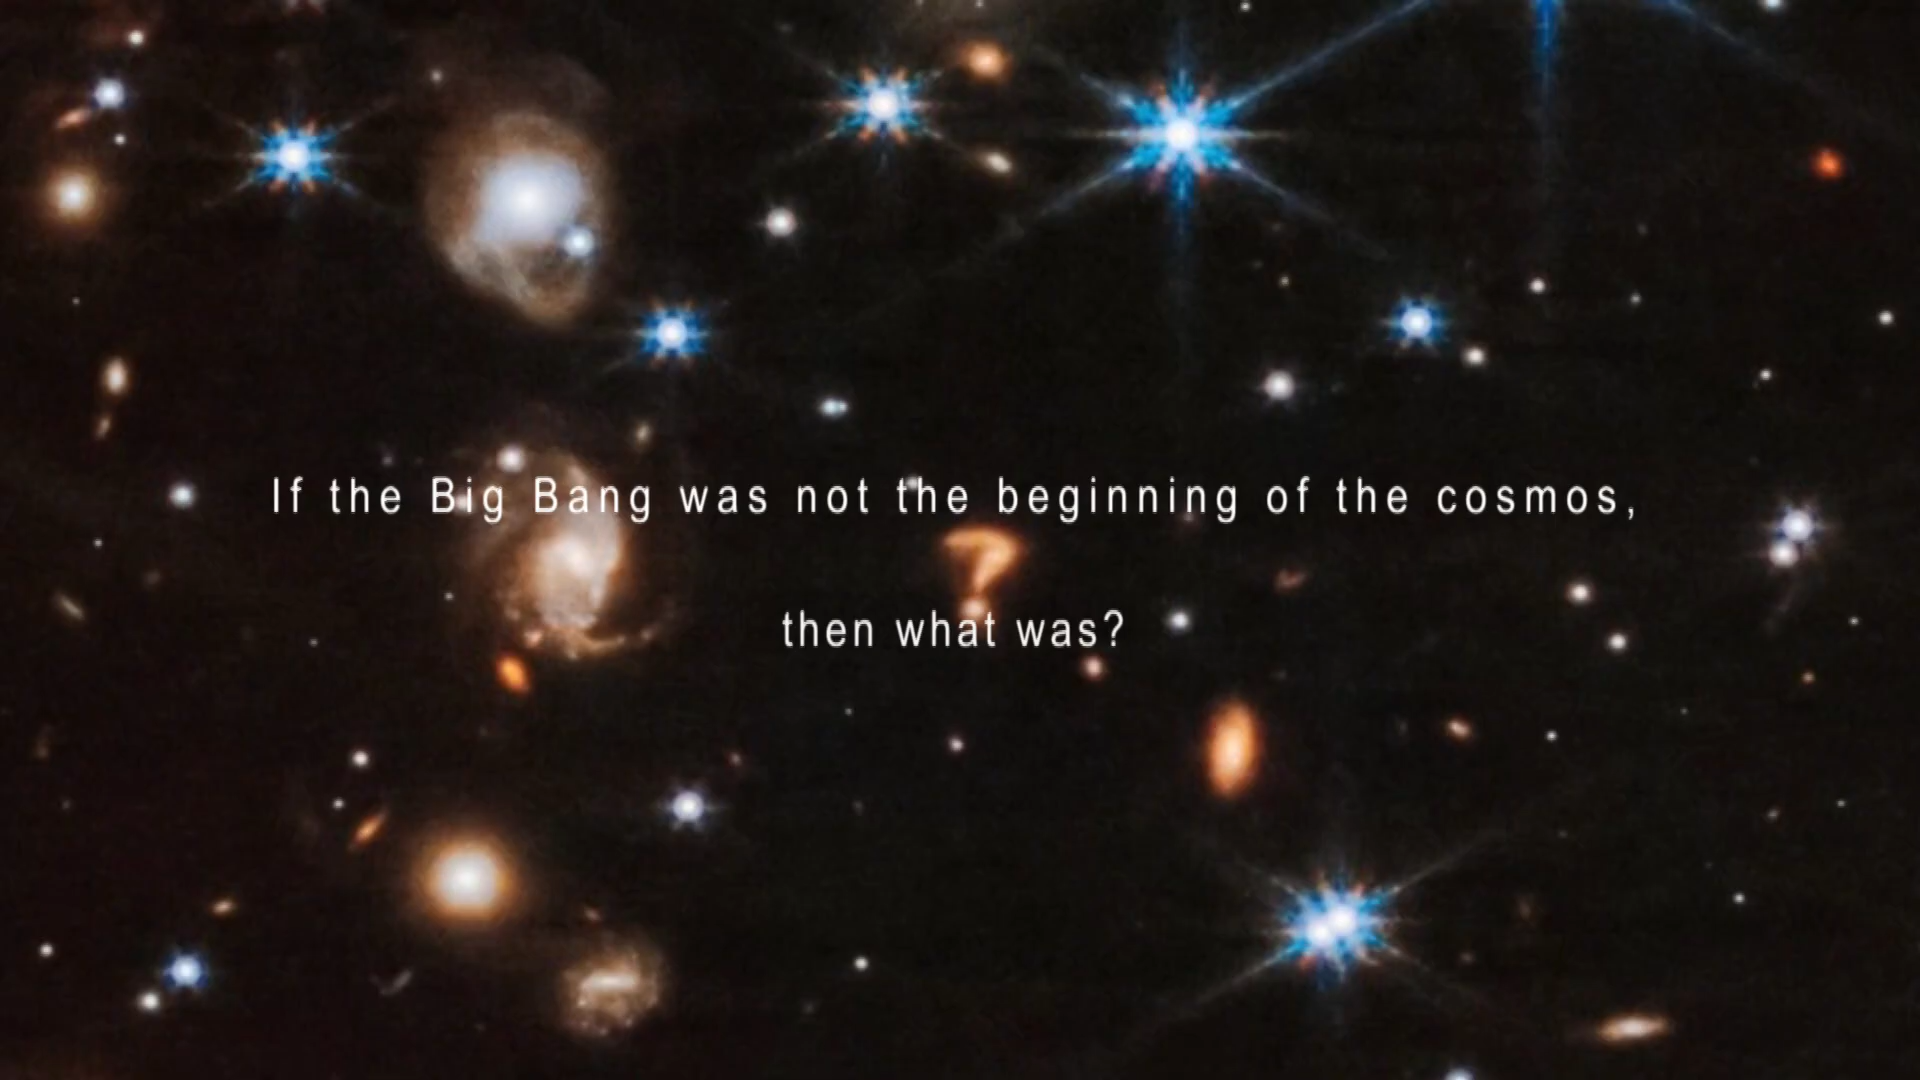 If the Big Bang was not the beginning of the cosmos,
then what was?